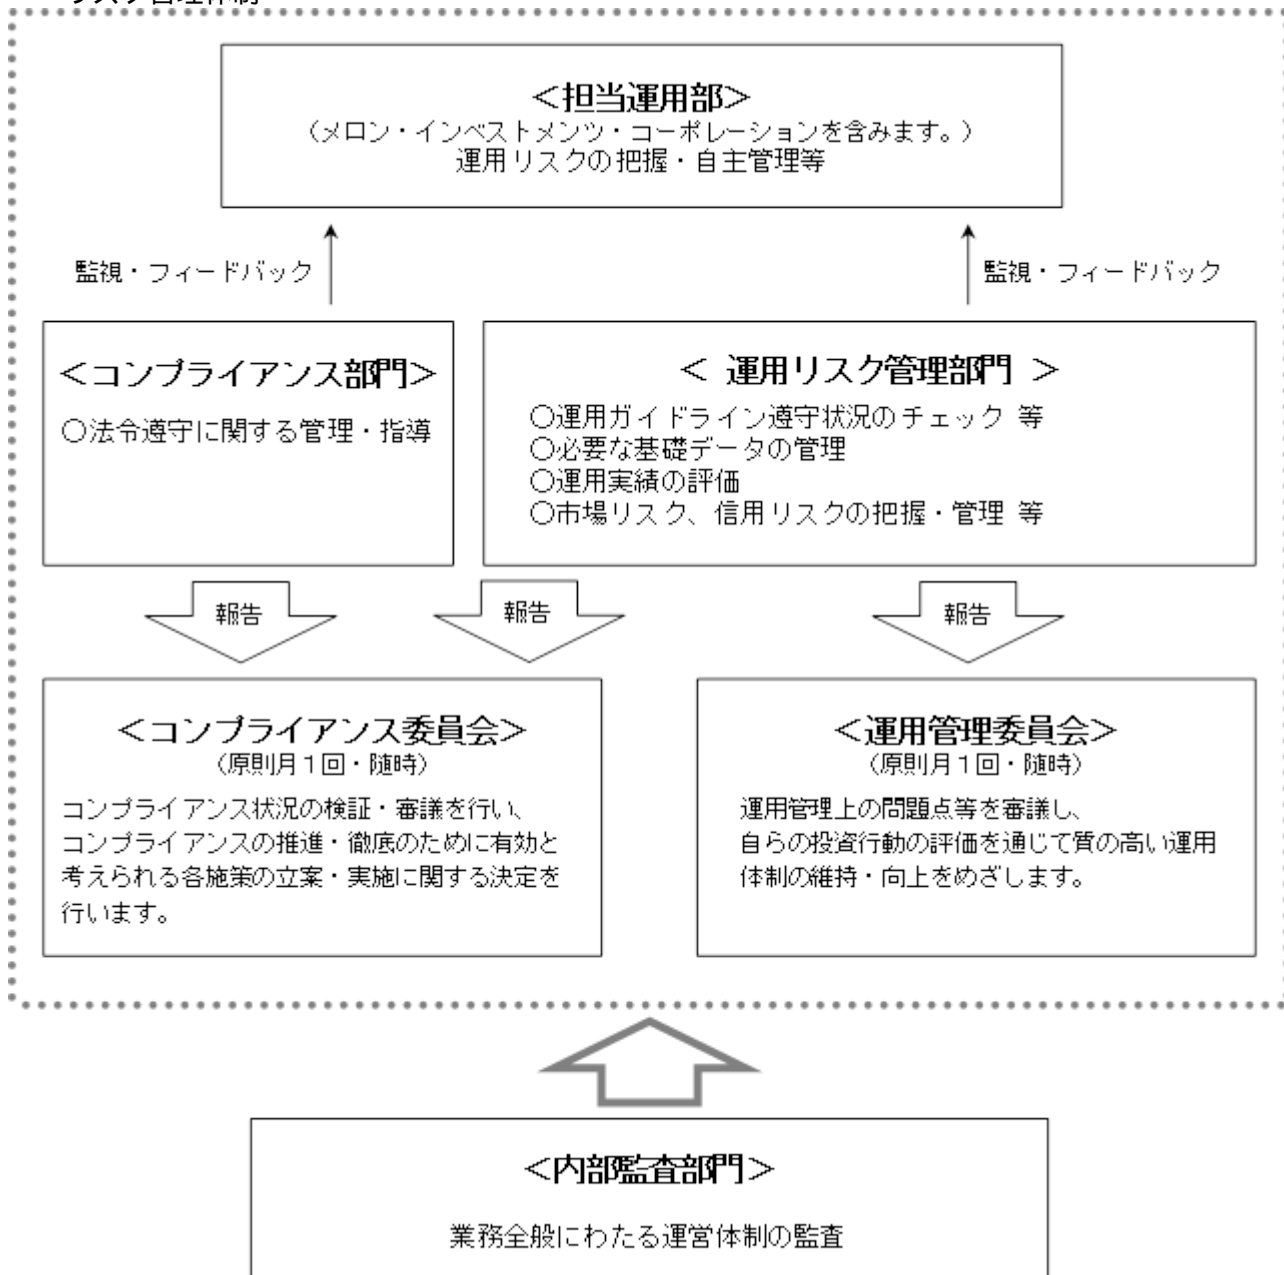 リスク管理体制
＜担当運用部＞
（メロン・インベストメンツ・コーポレーションを含みます。）
運用リスクの把握・自主管理等
監視・フィードバック
監視・フィードバック
＜コンプライアンス部門＞
○法令遵守に関する管理・指導
＜ 運用リスク管理部門 ＞
○運用ガイドライン遵守状況のチェック 等
○必要な基礎データの管理
○運用実績の評価
○市場リスク、信用リスクの把握・管理 等
報告
報告
報告
＜コンプライアンス委員会＞
（原則月１回・随時）
コンプライアンス状況の検証・審議を行い、
コンプライアンスの推進・徹底のために有効と
考えられる各施策の立案・実施に関する決定を
行います。
＜運用管理委員会＞
（原則月１回・随時）
運用管理上の問題点等を審議し、
自らの投資行動の評価を通じて質の高い運用
体制の維持・向上をめざします。
＜内部監査部門＞
業務全般にわたる運営体制の監査